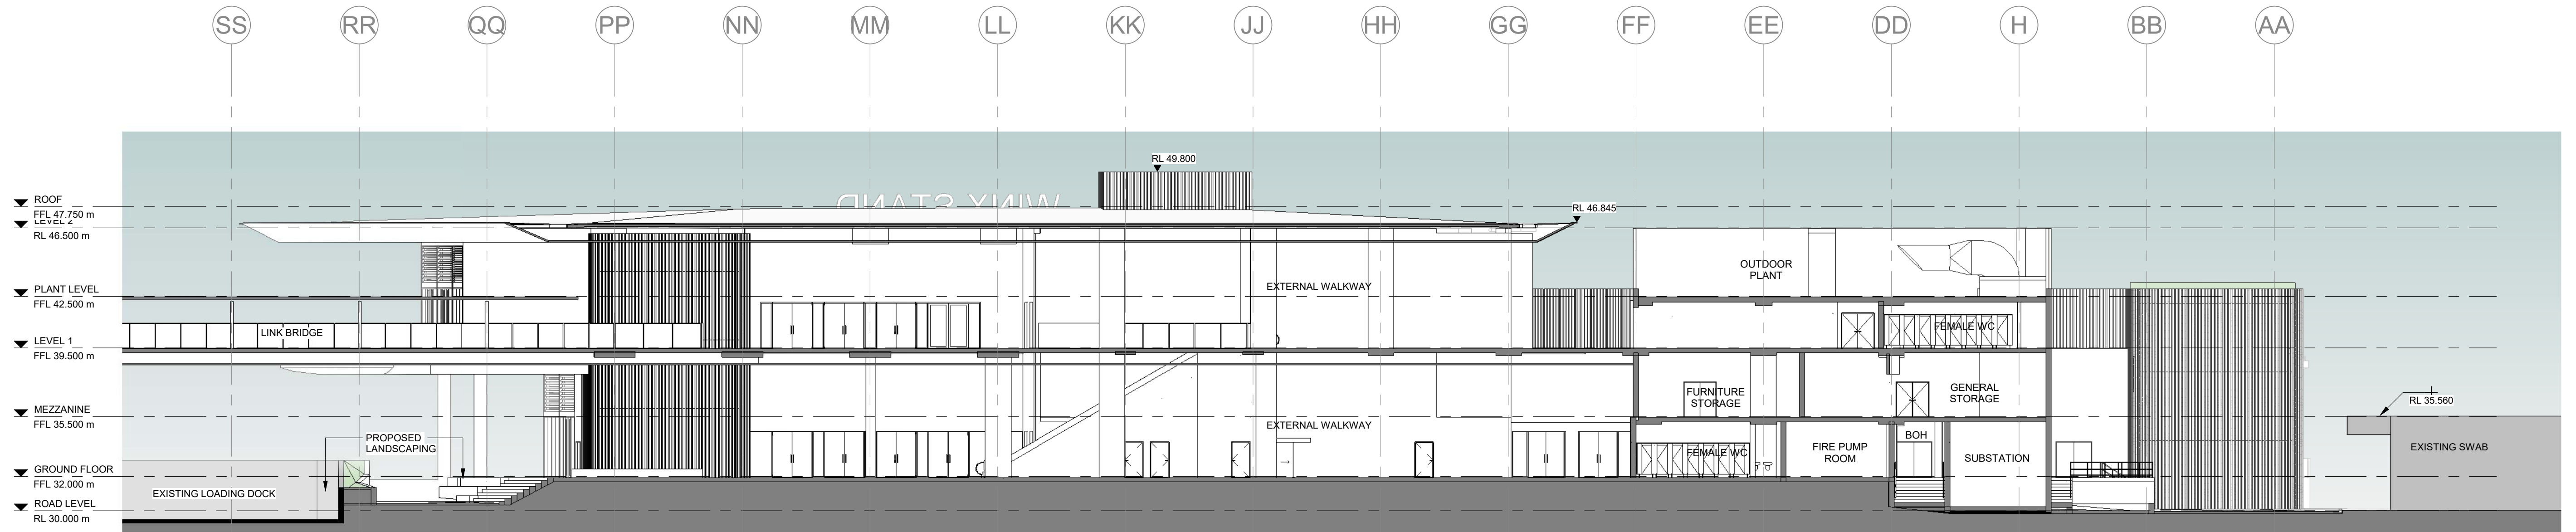 SS RR QQ PP NN MM LL KK JJ HH GG FF EE DD H BB AA
RL 49.800
WINX STAND
ROOF
FFL 47.750 m
RL 46.845
LEVEL 2
RL 46.500 m
OUTDOOR
PLANT
PLANT LEVEL
FFL 42.500 m
EXTERNAL WALKWAY
LINK BRIDGE
FEMALE WC
LEVEL 1
FFL 39.500 m
FURNITURE
STORAGE
GENERAL
STORAGE
RL 35.560
MEZZANINE
FFL 35.500 m
EXTERNAL WALKWAY
PROPOSED
LANDSCAPING
BOH
FIRE PUMP
ROOM
FEMALE WC
SUBSTATION
EXISTING SWAB
GROUND FLOOR
FFL 32.000 m
EXISTING LOADING DOCK
ROAD LEVEL
RL 30.000 m